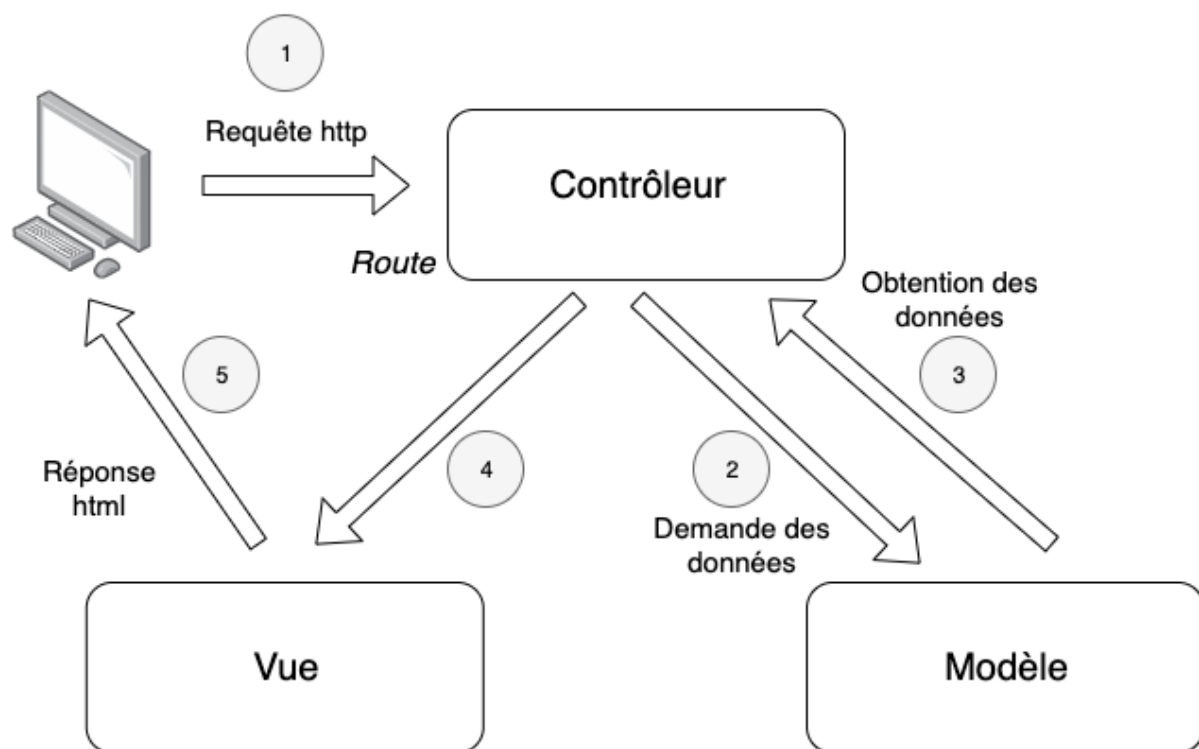 1
Requête http
Contrôleur
Route
Obtention des
données
3
5
4
2
Réponse
html
Demande des
données
Vue
Modèle